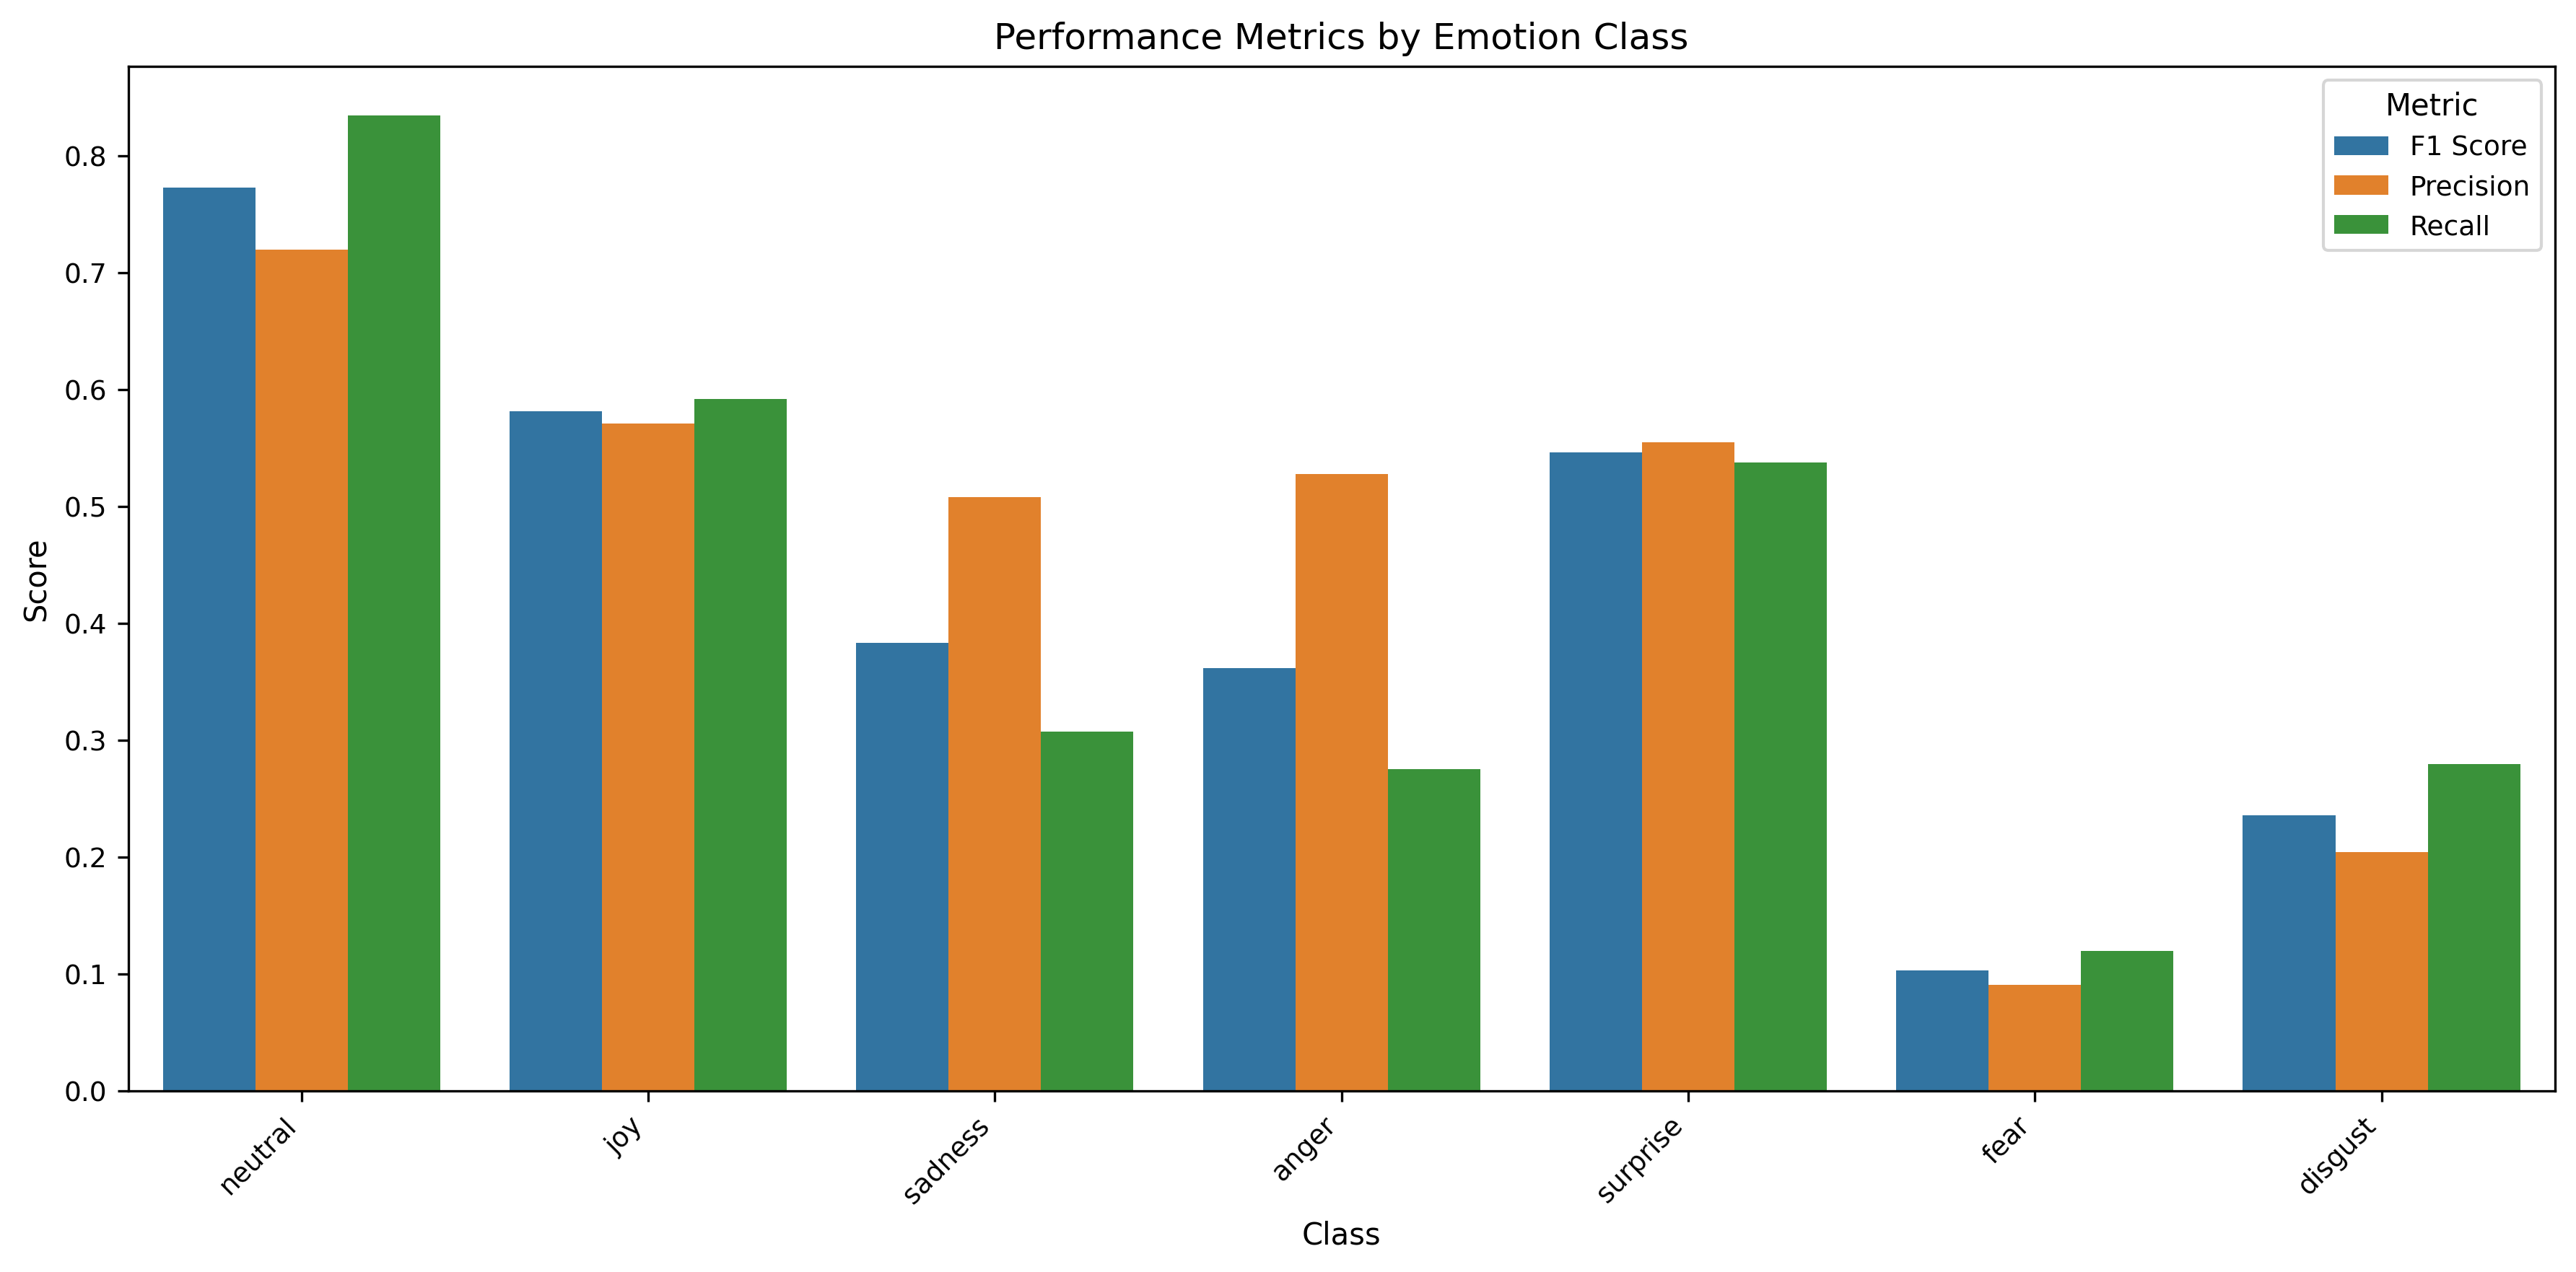 Performance Metrics by Emotion Class
Metric
F1 Score
Precision
Recall
Score
0.8
0.7
0.6
0.5
0.4
0.3
0.2
0.1
0.0
neutral
joy
sadness
anger
surprise
fear
disgust
Class